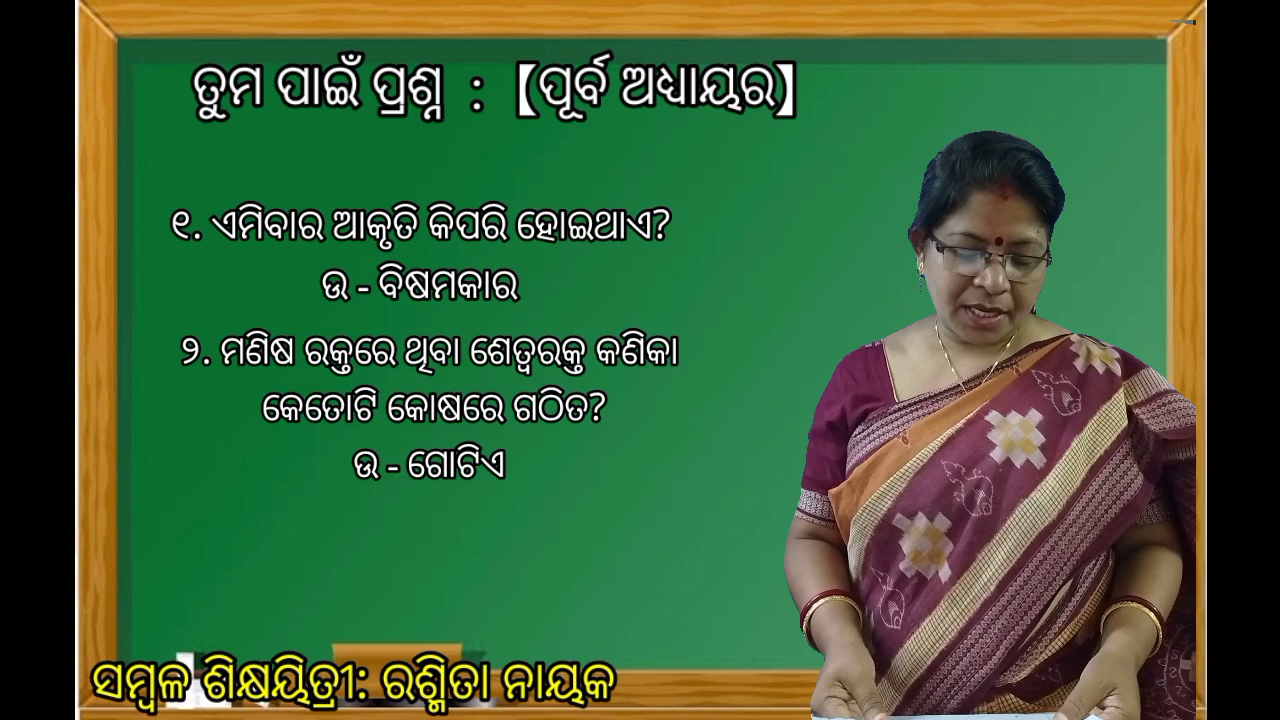 ତୁମ ପାଇଁ ପ୍ରଶ୍ନ : 【ପୂର୍ବ ଅଧ୍ୟାୟର】
୧. ଏମିବାର ଆକୃତି କିପରି ହୋଇଥାଏ?
ଉ - ବିଷମକାର
୨. ମଣିଷ ରକ୍ତରେ ଥିବା ଶେତ୍ୱରକ୍ତ କଣିକା
କେତୋଟି କୋଷରେ ଗଠିତ?
ଉ - ଗୋଟିଏ
ସମ୍ବଳ ଶିକ୍ଷୟିତ୍ରୀ: ରଶ୍ମିତା ନାୟକ